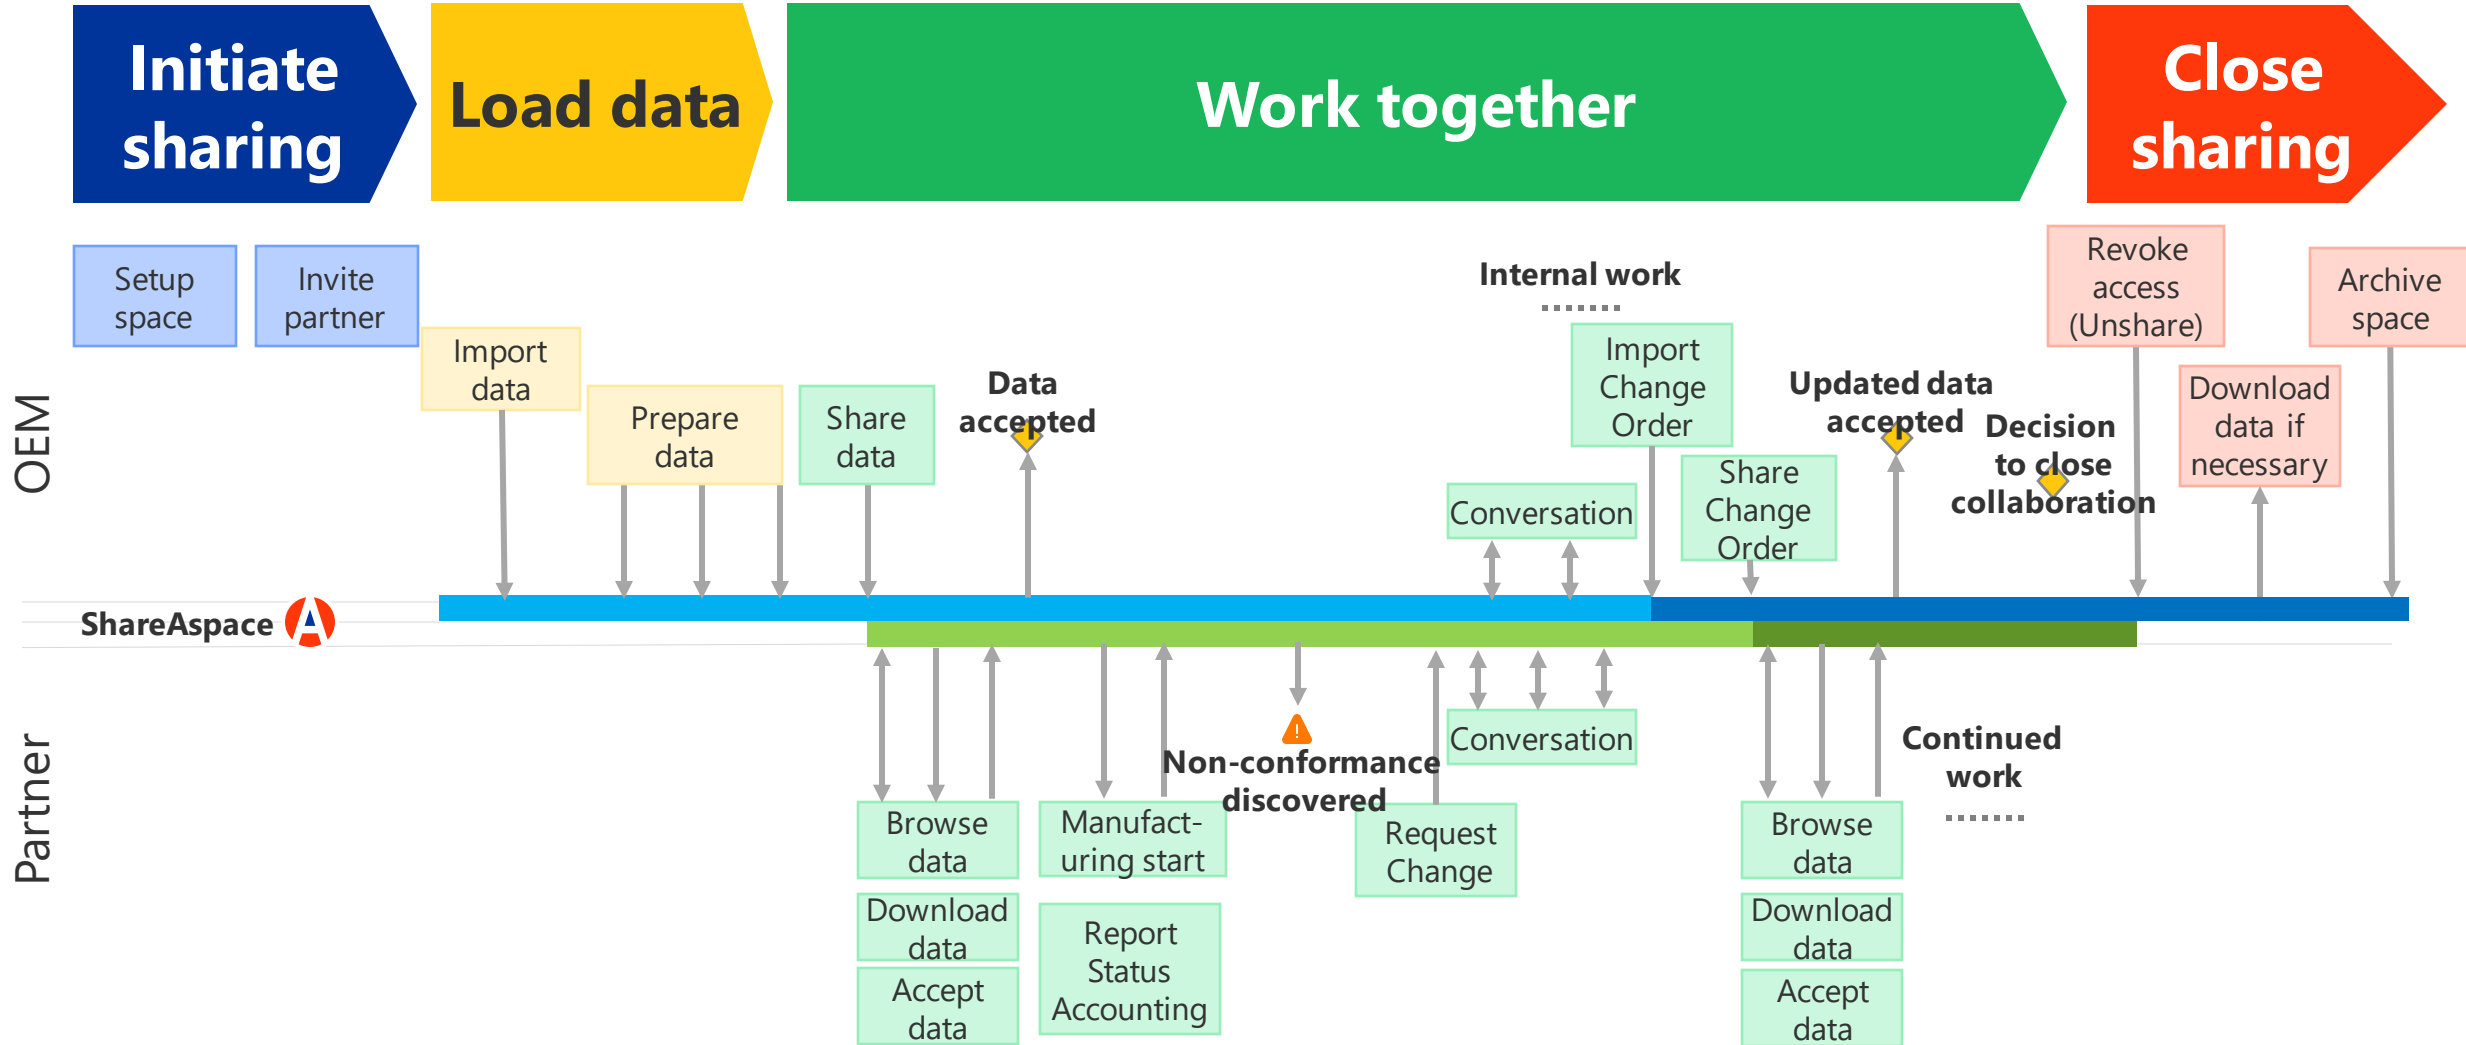 Initiate
sharing
Load data
Work together
Close
sharing
OEM
Setup
space
Invite
partner
Import
data
Prepare
data
Share
data
Data
accepted
Internal work
Import
Change
Order
Conversation
Share
Change
Order
Updated data
accepted
Decision
to close
collaboration
Revoke
access
(Unshare)
Download
data if
necessary
Archive
space
ShareAspace
A
Partner
Browse
data
Download
data
Accept
data
Manufact-
uring start
Report
Status
Accounting
!
Non-conformance
discovered
Request
Change
Conversation
Browse
data
Download
data
Accept
data
Continued
work